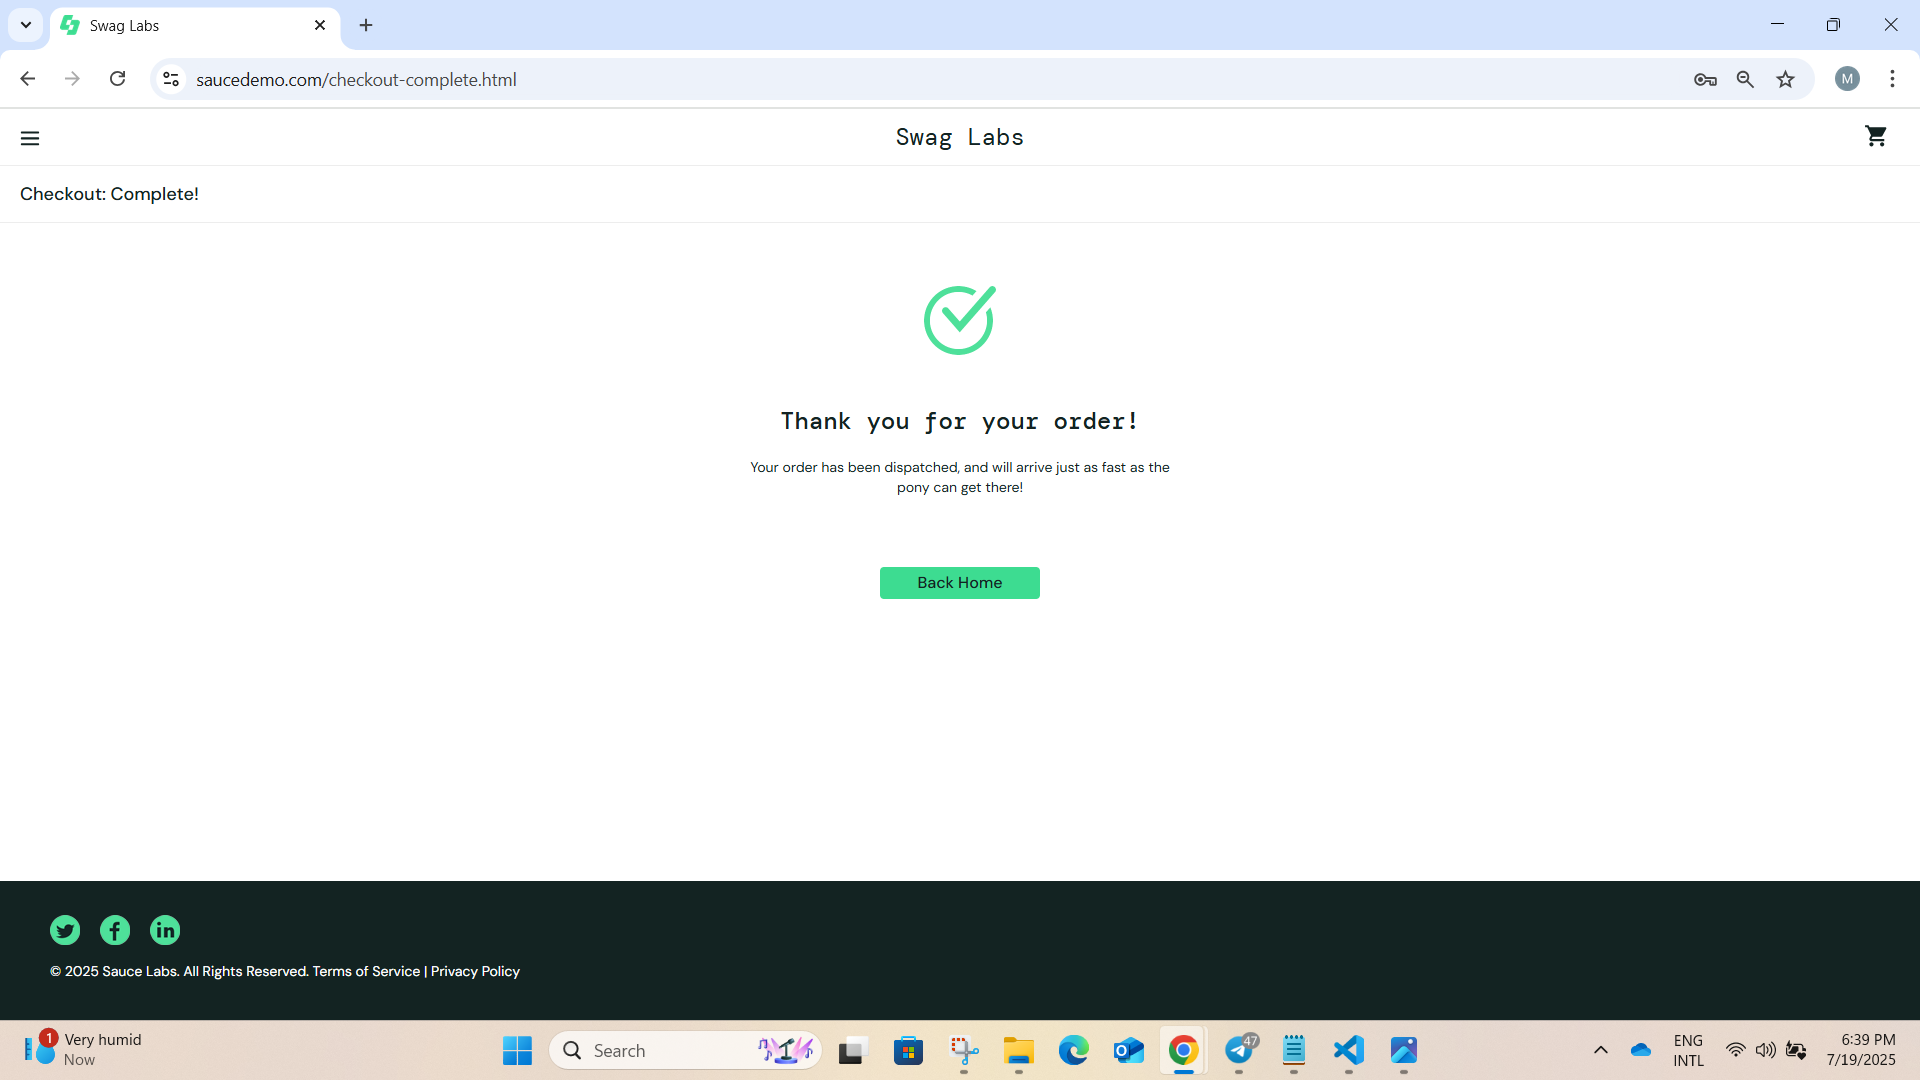 Swag Labs
saucedemo.com/checkout-complete.html
M
Swag Labs
Checkout: Complete!
Thank you for your order!
Your order has been dispatched, and will arrive just as fast as the
pony can get there!
Back Home
© 2025 Sauce Labs. All Rights Reserved. Terms of Service | Privacy Policy
1
Very humid
Now
Search
47
ENG
INTL
6:39 PM
7/19/2025